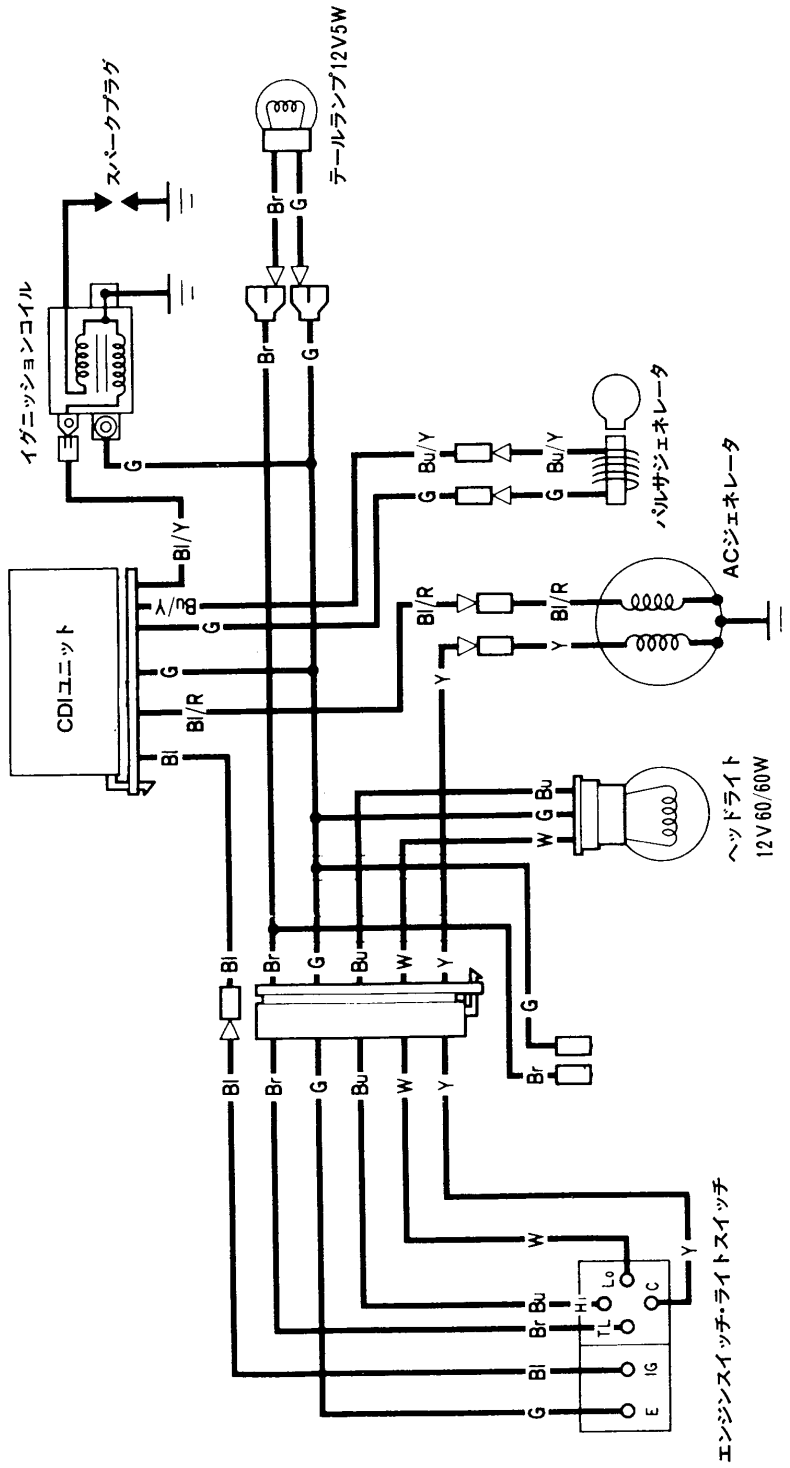 スパークプラグ
イグニッションコイル
テールランプ12V5W
Br
G
Br
G
G
Bl/Y
CDIユニット
Bu/Y
G
G
Bl/R
Bl
Bu/Y
G
Bu/Y
G
パルサジェネレータ
Bl/R
Y
Bl/R
Y
ACジェネレータ
Bu
G
W
ヘッドライト
12V 60/60W
Bl
Br
G
Bu
W
Y
Bl
Br
G
Bu
W
Y
G
Br
W
Bu
Br
Bl
G
Y
Hi
Lo
TL
C
IG
E
エンジンスイッチ・ライトスイッチ